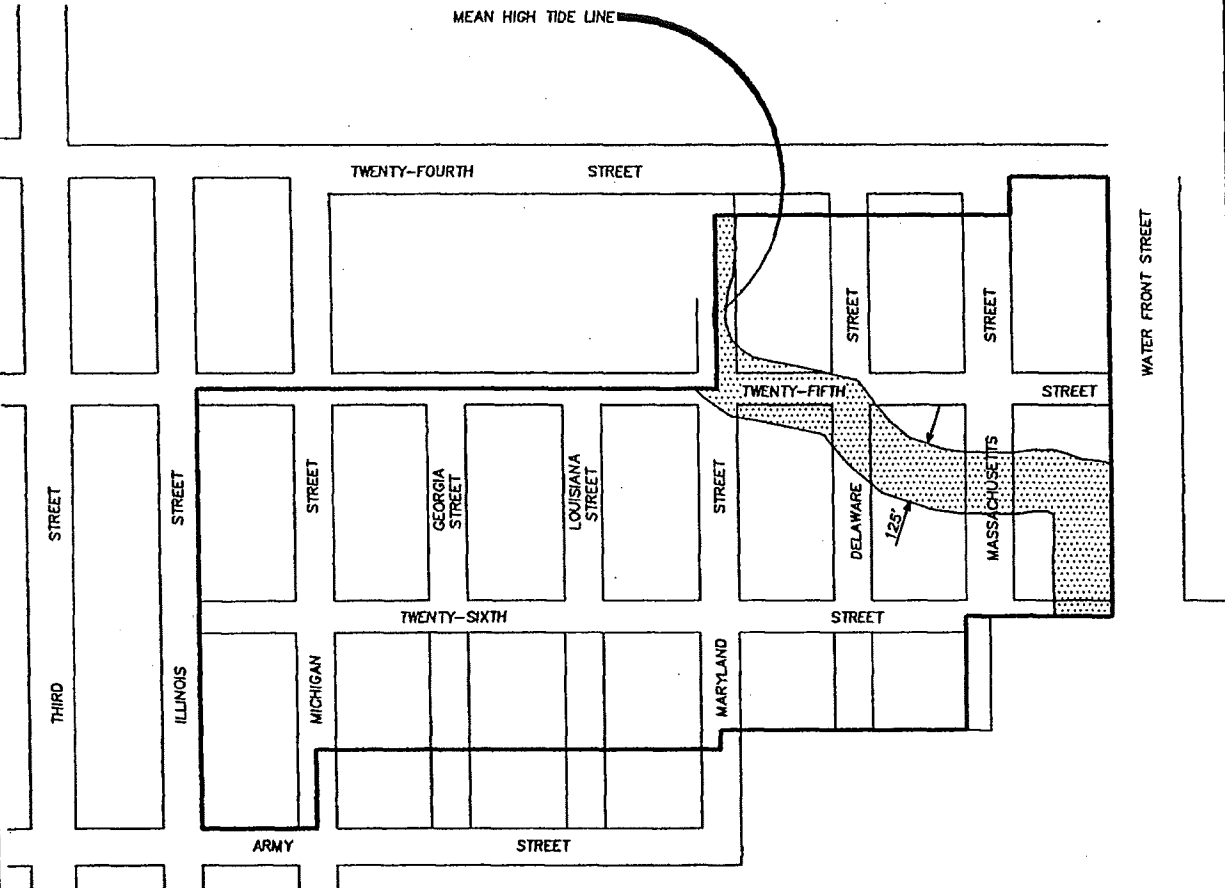 MEAN HIGH TIDE LINE
TWENTY-FOURTH STREET
WATER FRONT STREET
STREET
STREET
TWENTY-FIFTH STREET
THIRD STREET
ILLINOIS STREET
MICHIGAN STREET
GEORGIA
STREET
LOUISIANA
STREET
MARYLAND STREET
DELAWARE
125'
MASSACHUSETTS
TWENTY-SIXTH STREET
ARMY STREET